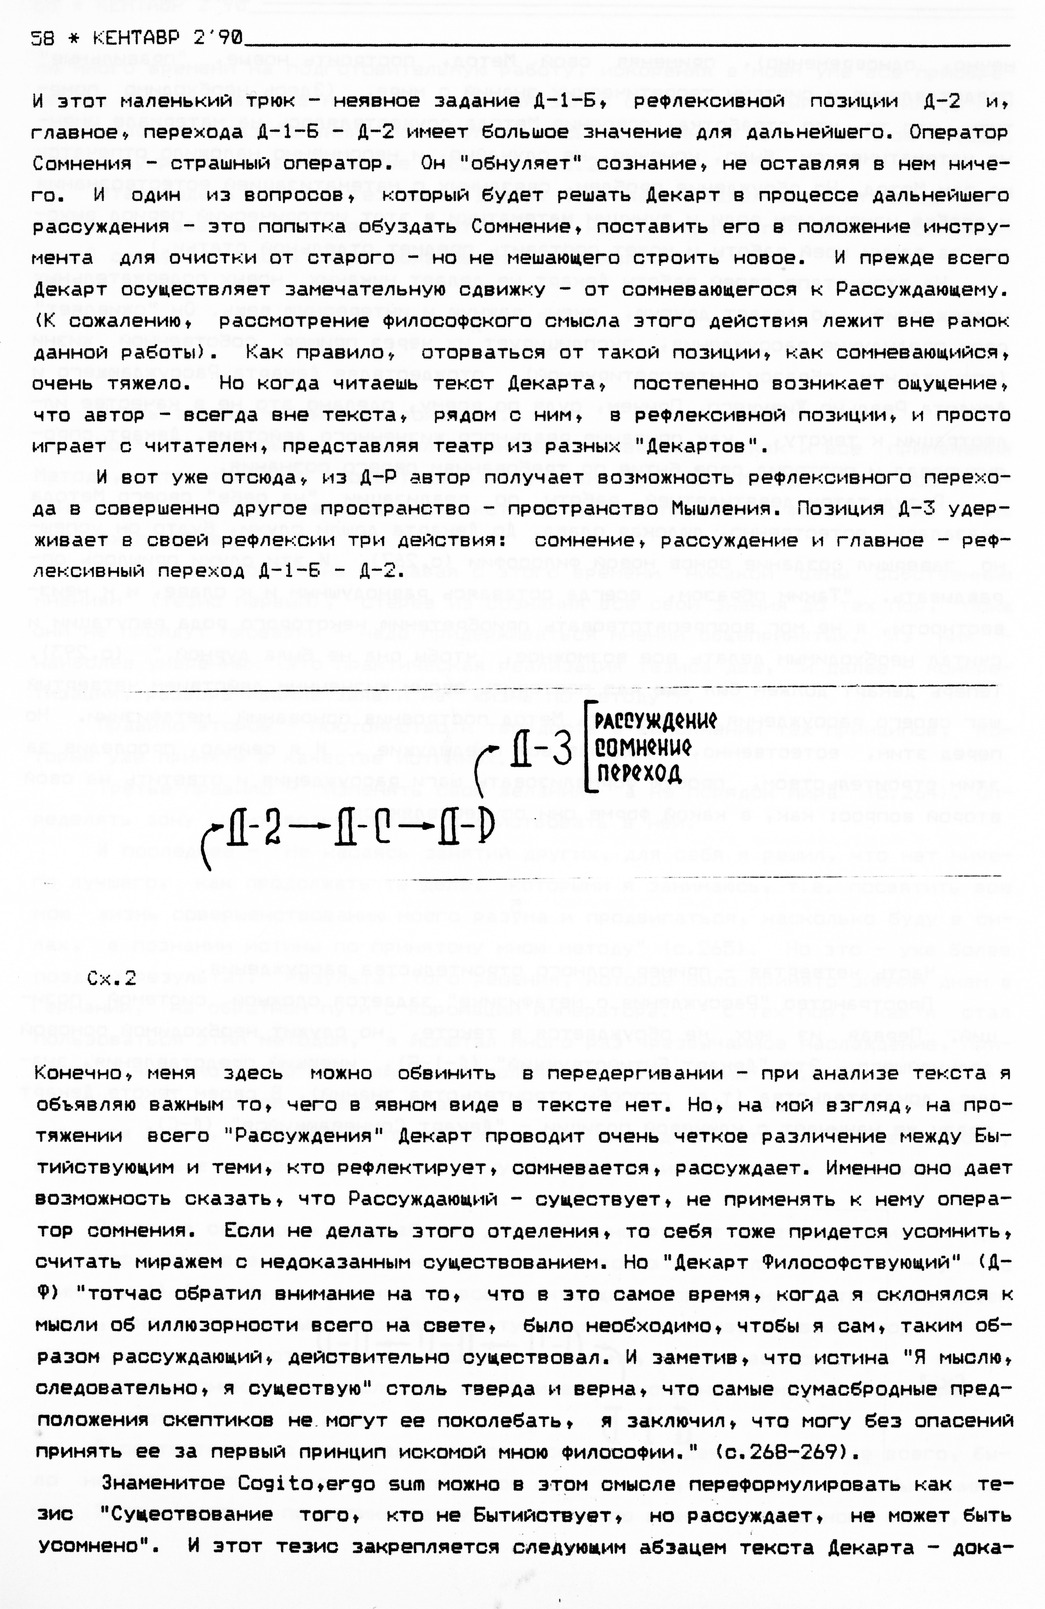 58 * КЕНТАВР 2'90
И этот маленький трюк - неявное задание Д-1-Б, рефлексивной позиции Д-2 и,
главное, перехода Д-1-Б - Д-2 имеет большое значение для дальнейшего. Оператор
Сомнения - страшный оператор. Он "обнуляет" сознание, не оставляя в нем ниче-
го. И один из вопросов, который будет решать Декарт в процессе дальнейшего
рассуждения - это попытка обуздать Сомнение, поставить его в положение инстру-
мента для очистки от старого - но не мешающего строить новое. И прежде всего
Декарт осуществляет замечательную сдвижку - от сомневающегося к Рассуждающему.
(К сожалению, рассмотрение философского смысла этого действия лежит вне рамок
данной работы). Как правило, оторваться от такой позиции, как сомневающийся,
очень тяжело. Но когда читаешь текст Декарта, постепенно возникает ощущение,
что автор - всегда вне текста, рядом с ним, в рефлексивной позиции, и просто
играет с читателем, представляя театр из разных "Декартов".
И вот уже отсюда, из Д-Р автор получает возможность рефлексивного перехо-
да в совершенно другое пространство - пространство Мышления. Позиция Д-3 удер-
живает в своей рефлексии три действия: сомнение, рассуждение и главное - реф-
лексивный переход Д-1-Б - Д-2.
РАССУЖДЕНИЕ
Д-3 СОМНЕНИЕ
ПЕРЕХОД
Д-2 Д-С Д-Р
Сх.2
Конечно, меня здесь можно обвинить в передергивании - при анализе текста я
объявляю важным то, чего в явном виде в тексте нет. Но, на мой взгляд, на про-
тяжении всего "Рассуждения" Декарт проводит очень четкое различение между Бы-
тийствующим и теми, кто рефлектирует, сомневается, рассуждает. Именно оно дает
возможность сказать, что Рассуждающий - существует, не применять к нему опера-
тор сомнения. Если не делать этого отделения, то себя тоже придется усомнить,
считать миражем с недоказанным существованием. Но "Декарт Философствующий" (Д-
Ф) "тотчас обратил внимание на то, что в это самое время, когда я склонялся к
мысли об иллюзорности всего на свете, было необходимо, чтобы я сам, таким об-
разом рассуждающий, действительно существовал. И заметив, что истина "Я мыслю,
следовательно, я существую" столь тверда и верна, что самые сумасбродные пред-
положения скептиков не могут ее поколебать, я заключил, что могу без опасений
принять ее за первый принцип искомой мною философии." (с.268-269).
Знаменитое Cogito,ergo sum можно в этом смысле переформулировать как те-
зис "Существование того, кто не Бытийствует, но рассуждает, не может быть
усомнено". И этот тезис закрепляется следующим абзацем текста Декарта - дока-